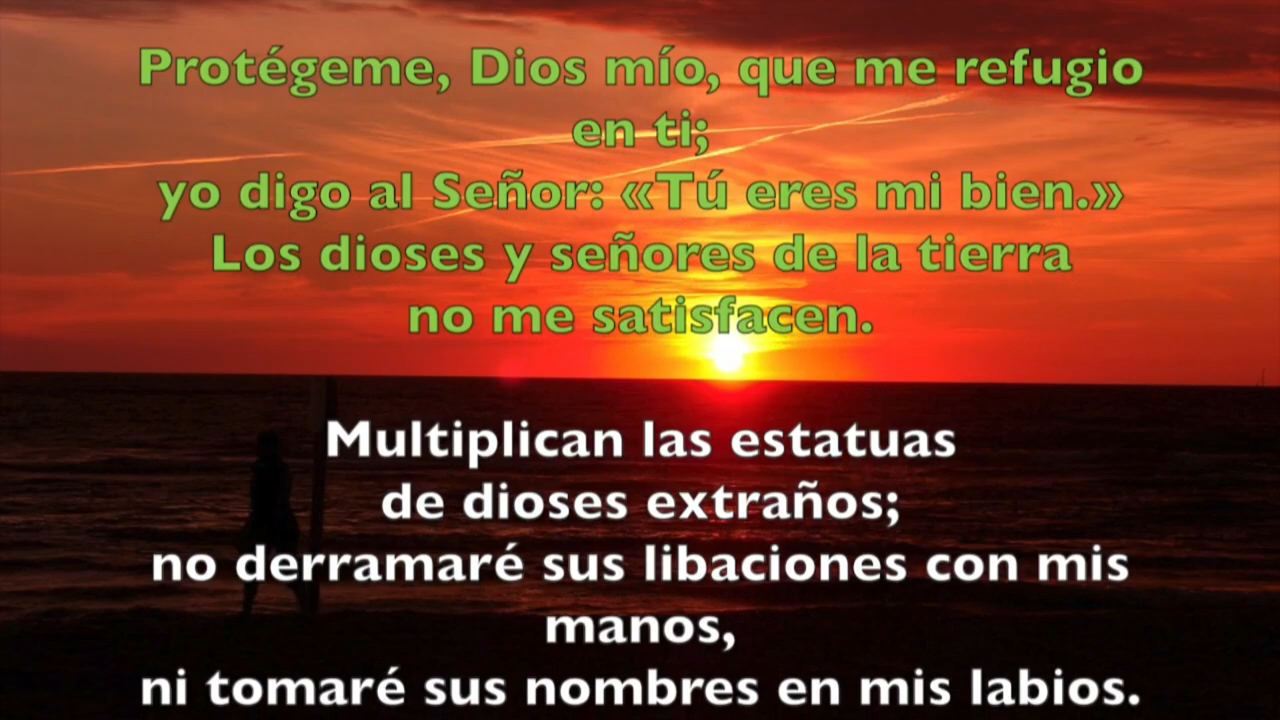 Protégeme, Dios mío, que me refugio
en ti;
yo digo al Señor: «Tú eres mi bien.»
Los dioses y señores de la tierra
no me satisfacen.
Multiplican las estatuas
de dioses extraños;
no derramaré sus libaciones con mis
manos,
ni tomaré sus nombres en mis labios.